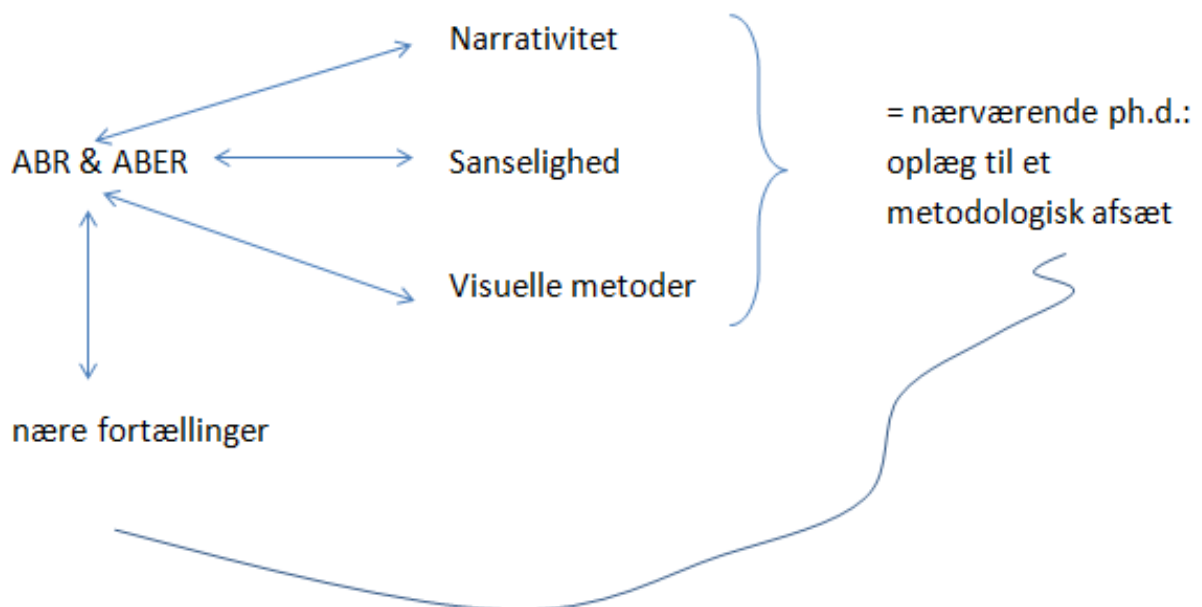 Narrativitet
= nærværende ph.d.:
oplæg til et
metodologisk afsæt
ABR & ABER
Sanselighed
Visuelle metoder
nære fortællinger